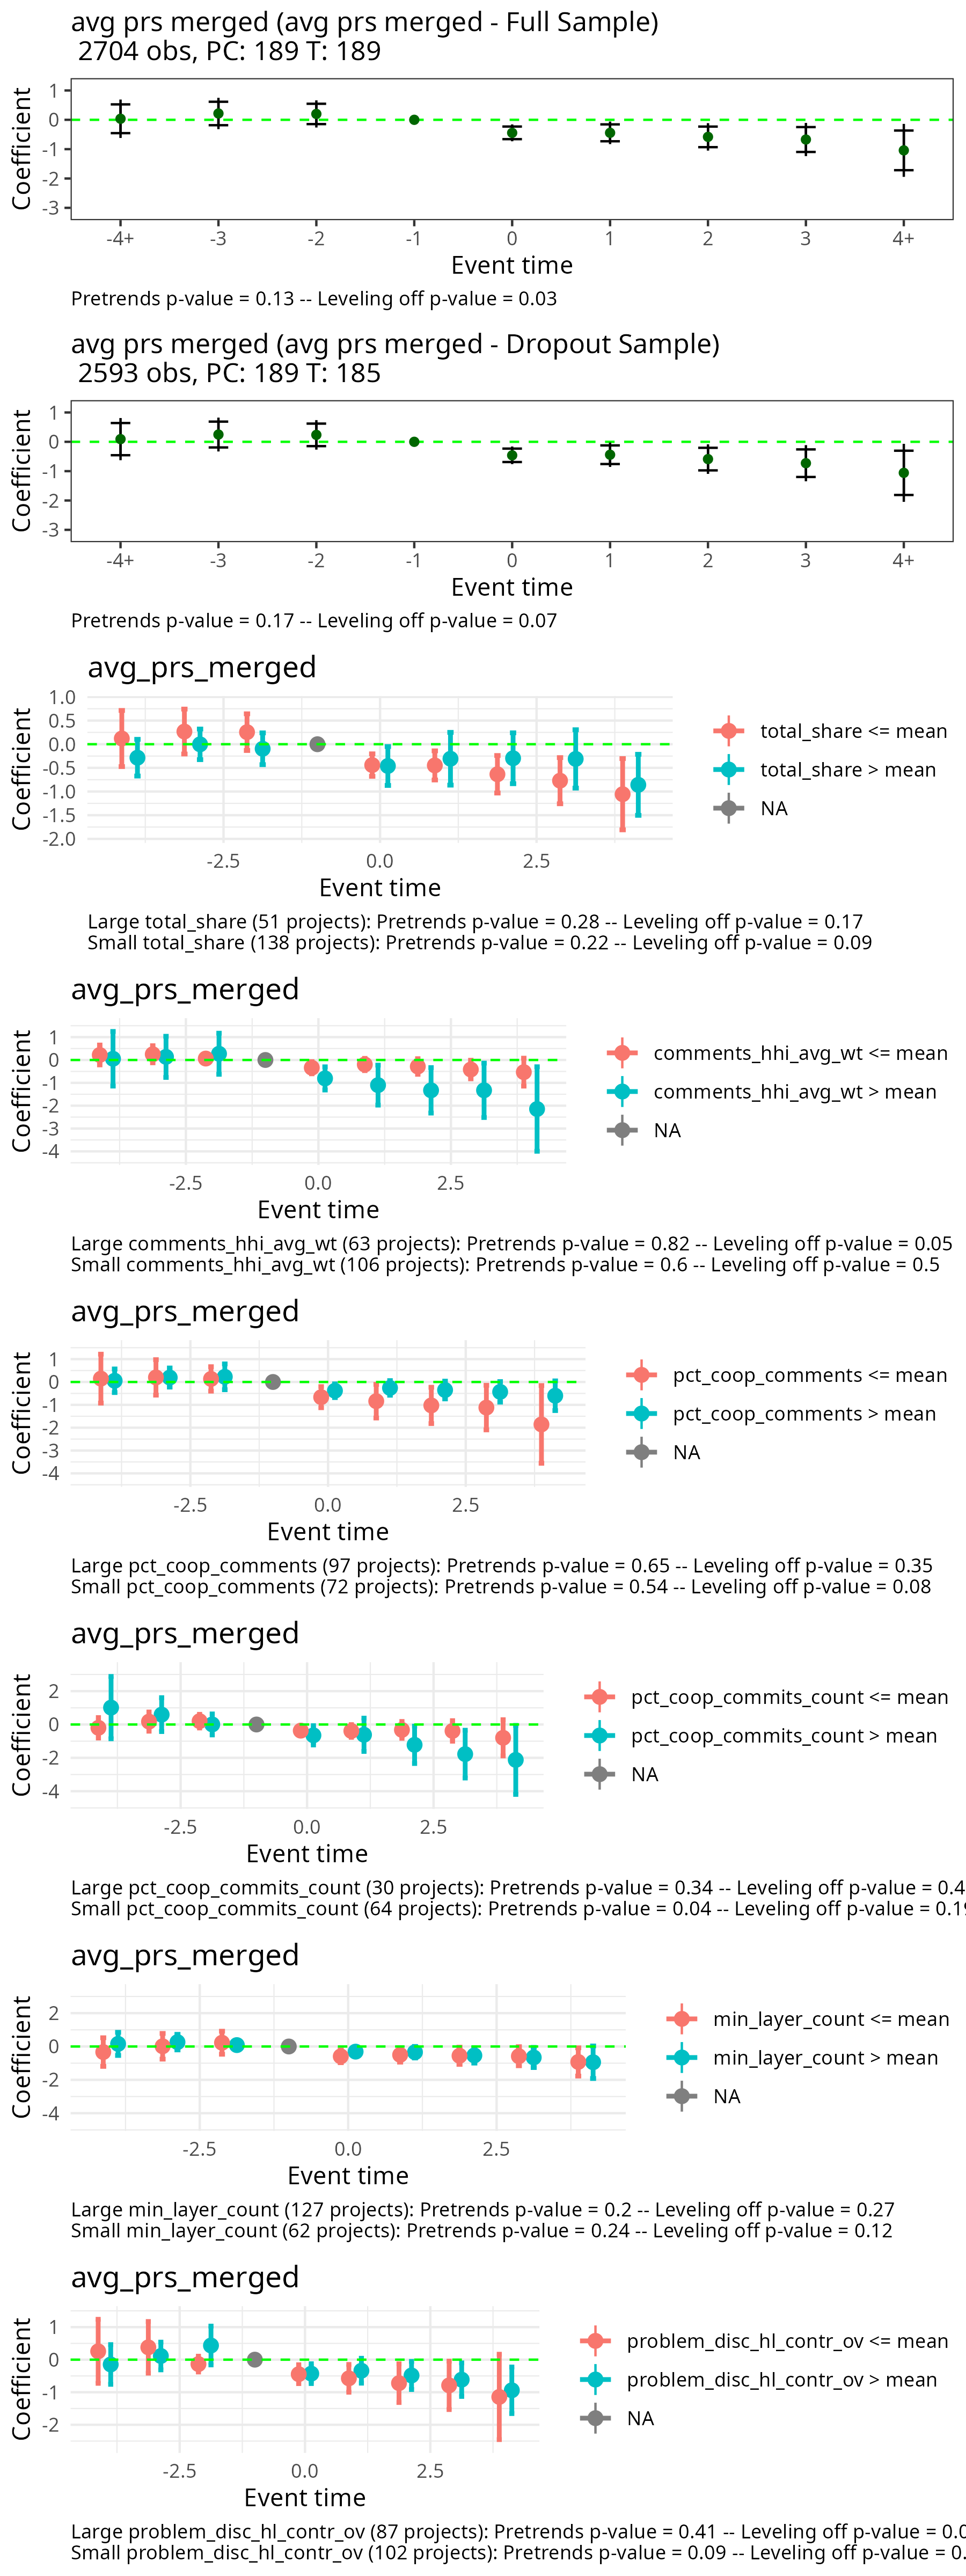 avg prs merged (avg prs merged - Full Sample)
2704 obs, PC: 189 T: 189
Coefficient
1
0
-1
-2
-3
-4+ -3 -2 -1 0 1 2 3 4+
Event time
Pretrends p-value = 0.13 -- Leveling off p-value = 0.03
avg prs merged (avg prs merged - Dropout Sample)
2593 obs, PC: 189 T: 185
Coefficient
1
0
-1
-2
-3
-4+ -3 -2 -1 0 1 2 3 4+
Event time
Pretrends p-value = 0.17 -- Leveling off p-value = 0.07
avg_prs_merged
Coefficient
1.0
0.5
0.0
-0.5
-1.0
-1.5
-2.0
-2.5 0.0 2.5
Event time
total_share <= mean
total_share > mean
NA
Large total_share (51 projects): Pretrends p-value = 0.28 -- Leveling off p-value = 0.17
Small total_share (138 projects): Pretrends p-value = 0.22 -- Leveling off p-value = 0.09
avg_prs_merged
Coefficient
1
0
-1
-2
-3
-4
-2.5 0.0 2.5
Event time
comments_hhi_avg_wt <= mean
comments_hhi_avg_wt > mean
NA
Large comments_hhi_avg_wt (63 projects): Pretrends p-value = 0.82 -- Leveling off p-value = 0.05
Small comments_hhi_avg_wt (106 projects): Pretrends p-value = 0.6 -- Leveling off p-value = 0.5
avg_prs_merged
Coefficient
1
0
-1
-2
-3
-4
-2.5 0.0 2.5
Event time
pct_coop_comments <= mean
pct_coop_comments > mean
NA
Large pct_coop_comments (97 projects): Pretrends p-value = 0.65 -- Leveling off p-value = 0.35
Small pct_coop_comments (72 projects): Pretrends p-value = 0.54 -- Leveling off p-value = 0.08
avg_prs_merged
Coefficient
2
0
-2
-4
-2.5 0.0 2.5
Event time
pct_coop_commits_count <= mean
pct_coop_commits_count > mean
NA
Large pct_coop_commits_count (30 projects): Pretrends p-value = 0.34 -- Leveling off p-value = 0.4
Small pct_coop_commits_count (64 projects): Pretrends p-value = 0.04 -- Leveling off p-value = 0.19
avg_prs_merged
Coefficient
2
0
-2
-4
-2.5 0.0 2.5
Event time
min_layer_count <= mean
min_layer_count > mean
NA
Large min_layer_count (127 projects): Pretrends p-value = 0.2 -- Leveling off p-value = 0.27
Small min_layer_count (62 projects): Pretrends p-value = 0.24 -- Leveling off p-value = 0.12
avg_prs_merged
Coefficient
1
0
-1
-2
-2.5 0.0 2.5
Event time
problem_disc_hl_contr_ov <= mean
problem_disc_hl_contr_ov > mean
NA
Large problem_disc_hl_contr_ov (87 projects): Pretrends p-value = 0.41 -- Leveling off p-value = 0.0
Small problem_disc_hl_contr_ov (102 projects): Pretrends p-value = 0.09 -- Leveling off p-value = 0.